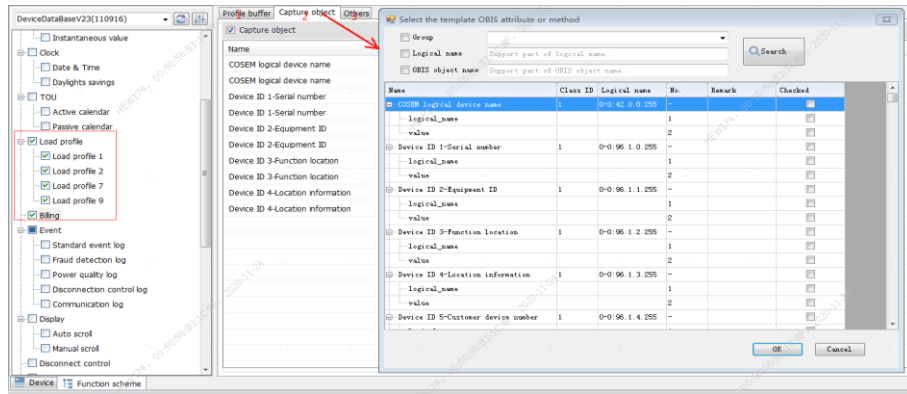 DeviceDataBaseV23(110916)
Instantaneous value
Clock
Date & Time
Daylights savings
TOU
Active calendar
Passive calendar
Load profile
Load profile 1
Load profile 2
Load profile 7
Load profile 9
Billing
Event
Standard event log
Fraud detection log
Power quality log
Disconnection control log
Communication log
Display
Auto scroll
Manual scroll
Disconnect control
Device Function scheme
Profile buffer Capture object Others
1 2 3
Capture object
Name
COSEM logical device name
COSEM logical device name
Device ID 1-Serial number
Device ID 1-Serial number
Device ID 2-Equipment ID
Device ID 2-Equipment ID
Device ID 3-Function location
Device ID 3-Function location
Device ID 4-Location information
Device ID 4-Location information
Select the template OBIS attribute or method
Group
Logical name Support part of logical name...
OBIS object name Support part of OBIS object name...
Search
Name Class ID Logical name No. Remark Checked
COSEM logical device name 1 0-0:42.0.0.255 -
logical_name 1
value 2
Device ID 1-Serial number 1 0-0:96.1.0.255 -
logical_name 1
value 2
Device ID 2-Equipment ID 1 0-0:96.1.1.255 -
logical_name 1
value 2
Device ID 3-Function location 1 0-0:96.1.2.255 -
logical_name 1
value 2
Device ID 4-Location information 1 0-0:96.1.3.255 -
logical_name 1
value 2
Device ID 5-Customer device number 1 0-0:96.1.4.255 -
OK Cancel